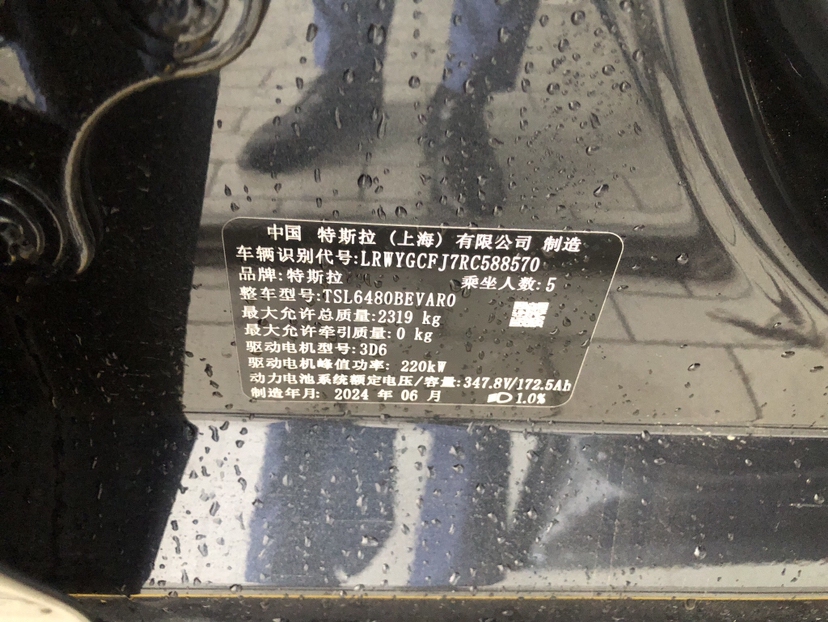 中国 特斯拉（上海）有限公司 制造
车辆识别代号:LRWYGCFJ7RC588570
品牌:特斯拉 乘坐人数:5
整车型号:TSL6480BEVAR0
最大允许总质量:2319 kg
最大允许牵引质量:0 kg
驱动电机型号:3D6
驱动电机峰值功率: 220kW
动力电池系统额定电压/容量:347.8V/172.5Ah
制造年月: 2024 年 06 月 1.0%